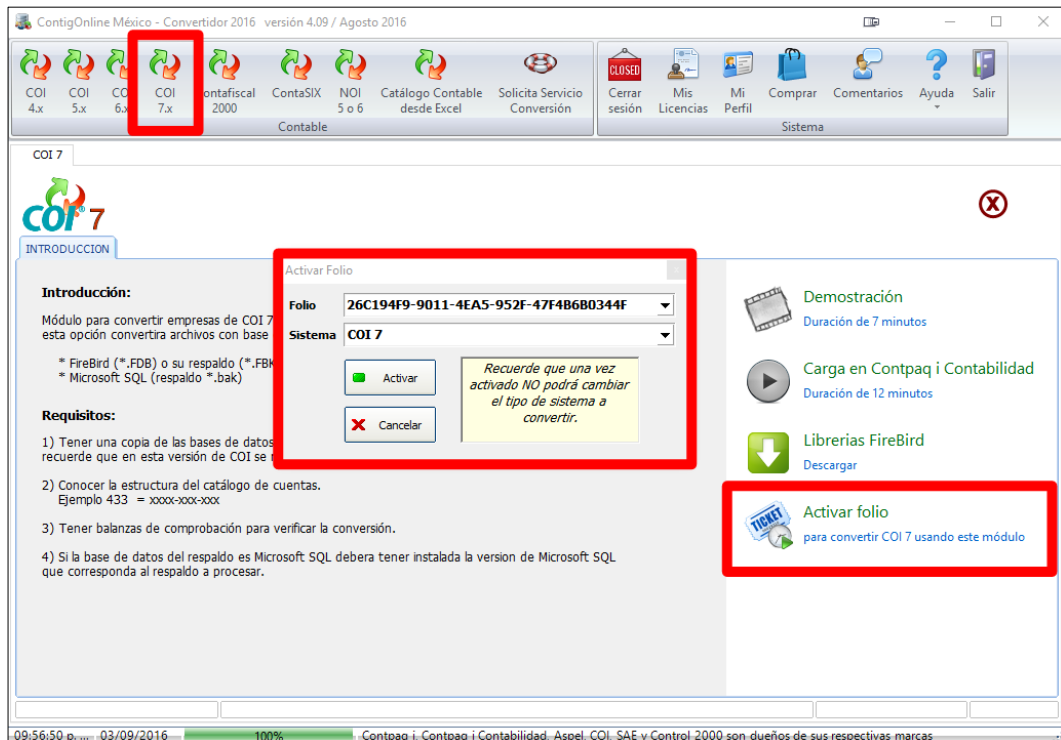 ContigOnline México - Convertidor 2016 versión 4.09 / Agosto 2016
COI 4.x
COI 5.x
CO 6.x
COI 7.x
ontafiscal 2000
ContaSIX
NOI 5 o 6
Catálogo Contable desde Excel
Solicita Servicio Conversión
Contable
CLOSED
Cerrar sesión
Mis Licencias
Mi Perfil
Comprar
Comentarios
Ayuda
Salir
Sistema
COI 7
COI® 7
INTRODUCCION
Introducción:
Módulo para convertir empresas de COI 7
esta opción convertira archivos con base
* FireBird (*.FDB) o su respaldo (*.FBK
* Microsoft SQL (respaldo *.bak)
Requisitos:
1) Tener una copia de las bases de datos
recuerde que en esta versión de COI se
2) Conocer la estructura del catálogo de cuentas.
Ejemplo 433 = xxxx-xxx-xxx
3) Tener balanzas de comprobación para verificar la conversión.
4) Si la base de datos del respaldo es Microsoft SQL debera tener instalada la version de Microsoft SQL
que corresponda al respaldo a procesar.
Activar Folio
Folio 26C194F9-9011-4EA5-952F-47F4B6B0344F
Sistema COI 7
Activar
Cancelar
Recuerde que una vez
activado NO podrá cambiar
el tipo de sistema a
convertir.
Demostración
Duración de 7 minutos
Carga en Contpaq i Contabilidad
Duración de 12 minutos
Librerias FireBird
Descargar
TICKET
Activar folio
para convertir COI 7 usando este módulo
09:56:50 p. ... 03/09/2016 100% Contpaq i, Contpaq i Contabilidad, Aspel, COI, SAE y Control 2000 son dueños de sus respectivas marcas